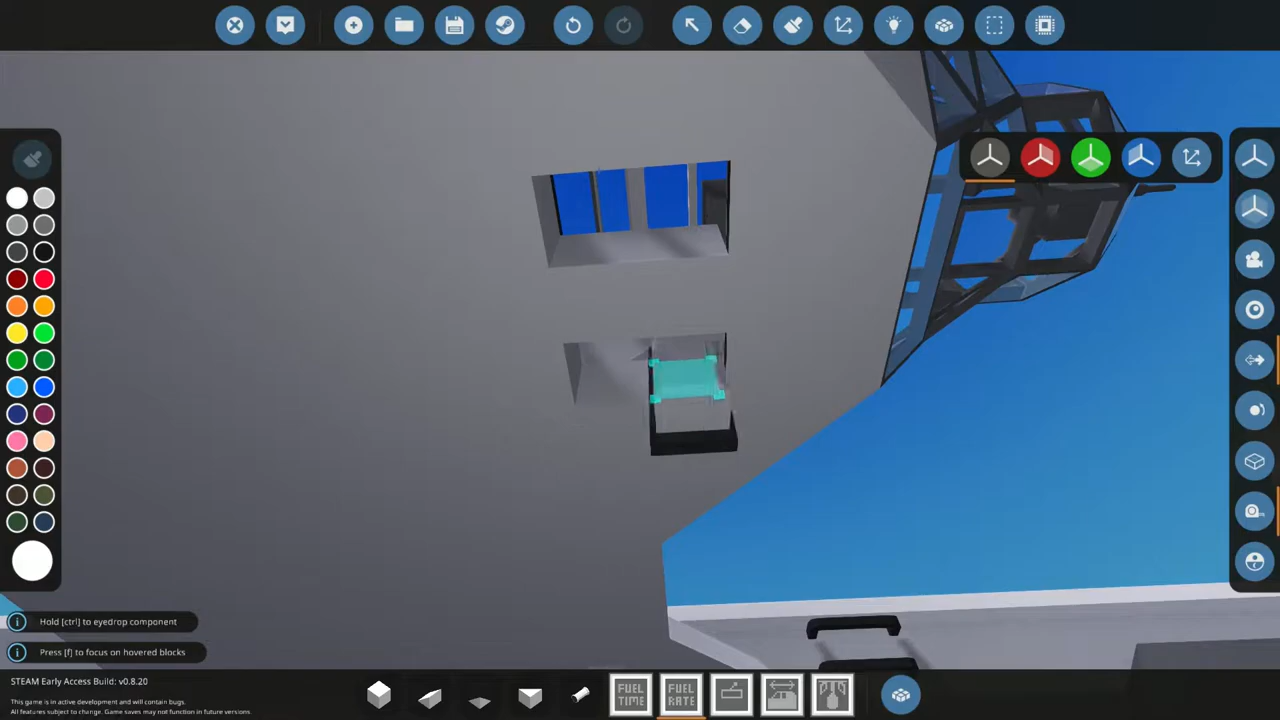 Hold [ctrl] to eyedrop component
Press [f] to focus on hovered blocks
STEAM Early Access Build: v0.8.20
This game is in active development and will contain bugs.
All features subject to change. Game saves may not function in future versions.
FUEL TIME
FUEL RATE